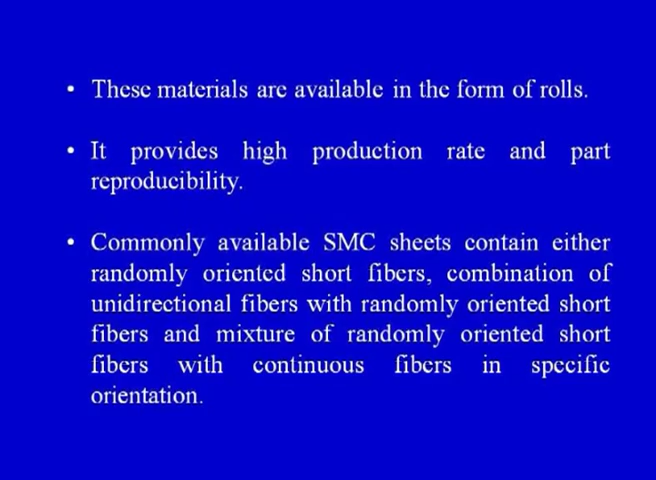 • These materials are available in the form of rolls.
• It provides high production rate and part
reproducibility.
• Commonly available SMC sheets contain either
randomly oriented short fibers, combination of
unidirectional fibers with randomly oriented short
fibers and mixture of randomly oriented short
fibers with continuous fibers in specific
orientation.